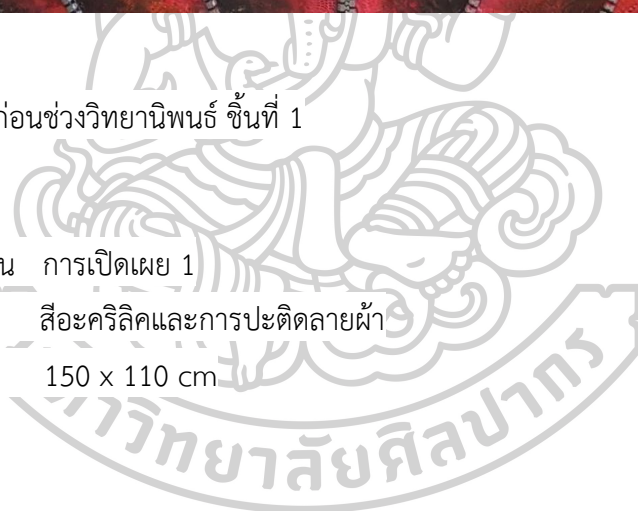 ก่อนช่วงวิทยานิพนธ์ ชิ้นที่ 1
น การเปิดเผย 1
สีอะคริลิคและการปะติดลายผ้า
150 x 110 cm
าวิทยาลัยศิลปากร